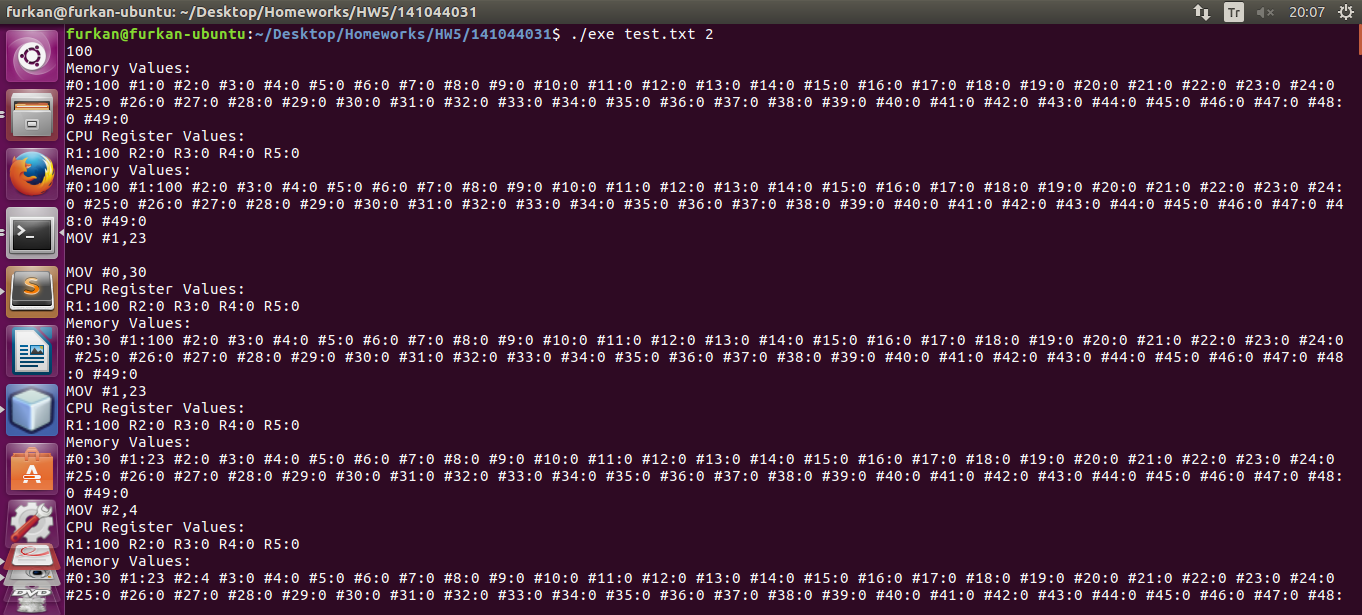 furkan@furkan-ubuntu: ~/Desktop/Homeworks/HW5/141044031
Tr
20:07
furkan@furkan-ubuntu:~/Desktop/Homeworks/HW5/141044031$ ./exe test.txt 2
100
Memory Values:
#0:100 #1:0 #2:0 #3:0 #4:0 #5:0 #6:0 #7:0 #8:0 #9:0 #10:0 #11:0 #12:0 #13:0 #14:0 #15:0 #16:0 #17:0 #18:0 #19:0 #20:0 #21:0 #22:0 #23:0 #24:0
#25:0 #26:0 #27:0 #28:0 #29:0 #30:0 #31:0 #32:0 #33:0 #34:0 #35:0 #36:0 #37:0 #38:0 #39:0 #40:0 #41:0 #42:0 #43:0 #44:0 #45:0 #46:0 #47:0 #48:
0 #49:0
CPU Register Values:
R1:100 R2:0 R3:0 R4:0 R5:0
Memory Values:
#0:100 #1:100 #2:0 #3:0 #4:0 #5:0 #6:0 #7:0 #8:0 #9:0 #10:0 #11:0 #12:0 #13:0 #14:0 #15:0 #16:0 #17:0 #18:0 #19:0 #20:0 #21:0 #22:0 #23:0 #24:
0 #25:0 #26:0 #27:0 #28:0 #29:0 #30:0 #31:0 #32:0 #33:0 #34:0 #35:0 #36:0 #37:0 #38:0 #39:0 #40:0 #41:0 #42:0 #43:0 #44:0 #45:0 #46:0 #47:0 #4
8:0 #49:0
MOV #1,23
MOV #0,30
CPU Register Values:
R1:100 R2:0 R3:0 R4:0 R5:0
Memory Values:
#0:30 #1:100 #2:0 #3:0 #4:0 #5:0 #6:0 #7:0 #8:0 #9:0 #10:0 #11:0 #12:0 #13:0 #14:0 #15:0 #16:0 #17:0 #18:0 #19:0 #20:0 #21:0 #22:0 #23:0 #24:0
#25:0 #26:0 #27:0 #28:0 #29:0 #30:0 #31:0 #32:0 #33:0 #34:0 #35:0 #36:0 #37:0 #38:0 #39:0 #40:0 #41:0 #42:0 #43:0 #44:0 #45:0 #46:0 #47:0 #48
:0 #49:0
MOV #1,23
CPU Register Values:
R1:100 R2:0 R3:0 R4:0 R5:0
Memory Values:
#0:30 #1:23 #2:0 #3:0 #4:0 #5:0 #6:0 #7:0 #8:0 #9:0 #10:0 #11:0 #12:0 #13:0 #14:0 #15:0 #16:0 #17:0 #18:0 #19:0 #20:0 #21:0 #22:0 #23:0 #24:0
#25:0 #26:0 #27:0 #28:0 #29:0 #30:0 #31:0 #32:0 #33:0 #34:0 #35:0 #36:0 #37:0 #38:0 #39:0 #40:0 #41:0 #42:0 #43:0 #44:0 #45:0 #46:0 #47:0 #48:
0 #49:0
MOV #2,4
CPU Register Values:
R1:100 R2:0 R3:0 R4:0 R5:0
Memory Values:
#0:30 #1:23 #2:4 #3:0 #4:0 #5:0 #6:0 #7:0 #8:0 #9:0 #10:0 #11:0 #12:0 #13:0 #14:0 #15:0 #16:0 #17:0 #18:0 #19:0 #20:0 #21:0 #22:0 #23:0 #24:0
#25:0 #26:0 #27:0 #28:0 #29:0 #30:0 #31:0 #32:0 #33:0 #34:0 #35:0 #36:0 #37:0 #38:0 #39:0 #40:0 #41:0 #42:0 #43:0 #44:0 #45:0 #46:0 #47:0 #48:
DVD